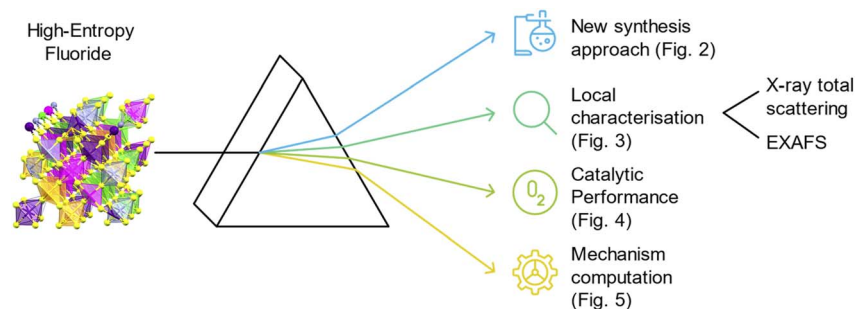 High-Entropy
Fluoride
New synthesis
approach (Fig. 2)
Local
characterisation
(Fig. 3)
X-ray total
scattering
EXAFS
O₂
Catalytic
Performance
(Fig. 4)
Mechanism
computation
(Fig. 5)